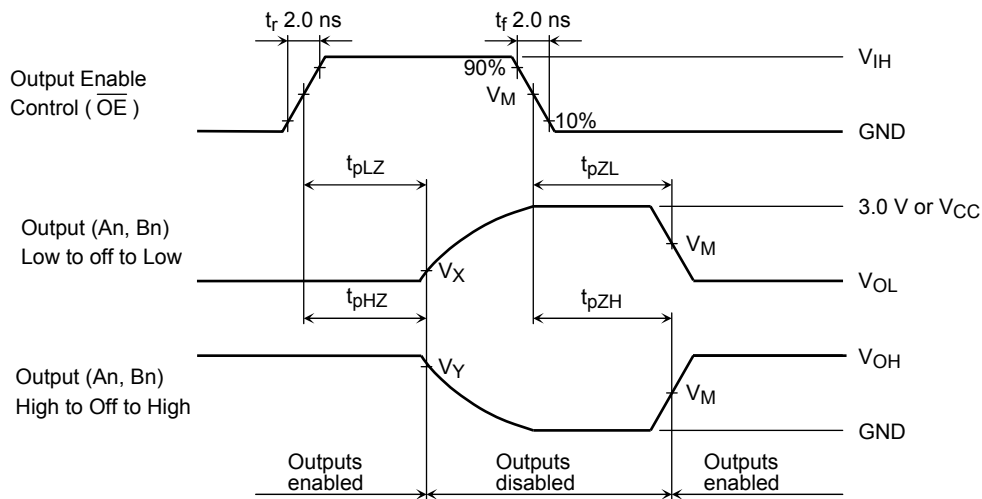 tr 2.0 ns
tf 2.0 ns
Output Enable
Control ( OE )
90%
VM
10%
VIH
GND
tpLZ
tpZL
Output (An, Bn)
Low to off to Low
3.0 V or VCC
VM
VX
VOL
tpHZ
tpZH
Output (An, Bn)
High to Off to High
VY
VOH
VM
GND
Outputs
enabled
Outputs
disabled
Outputs
enabled